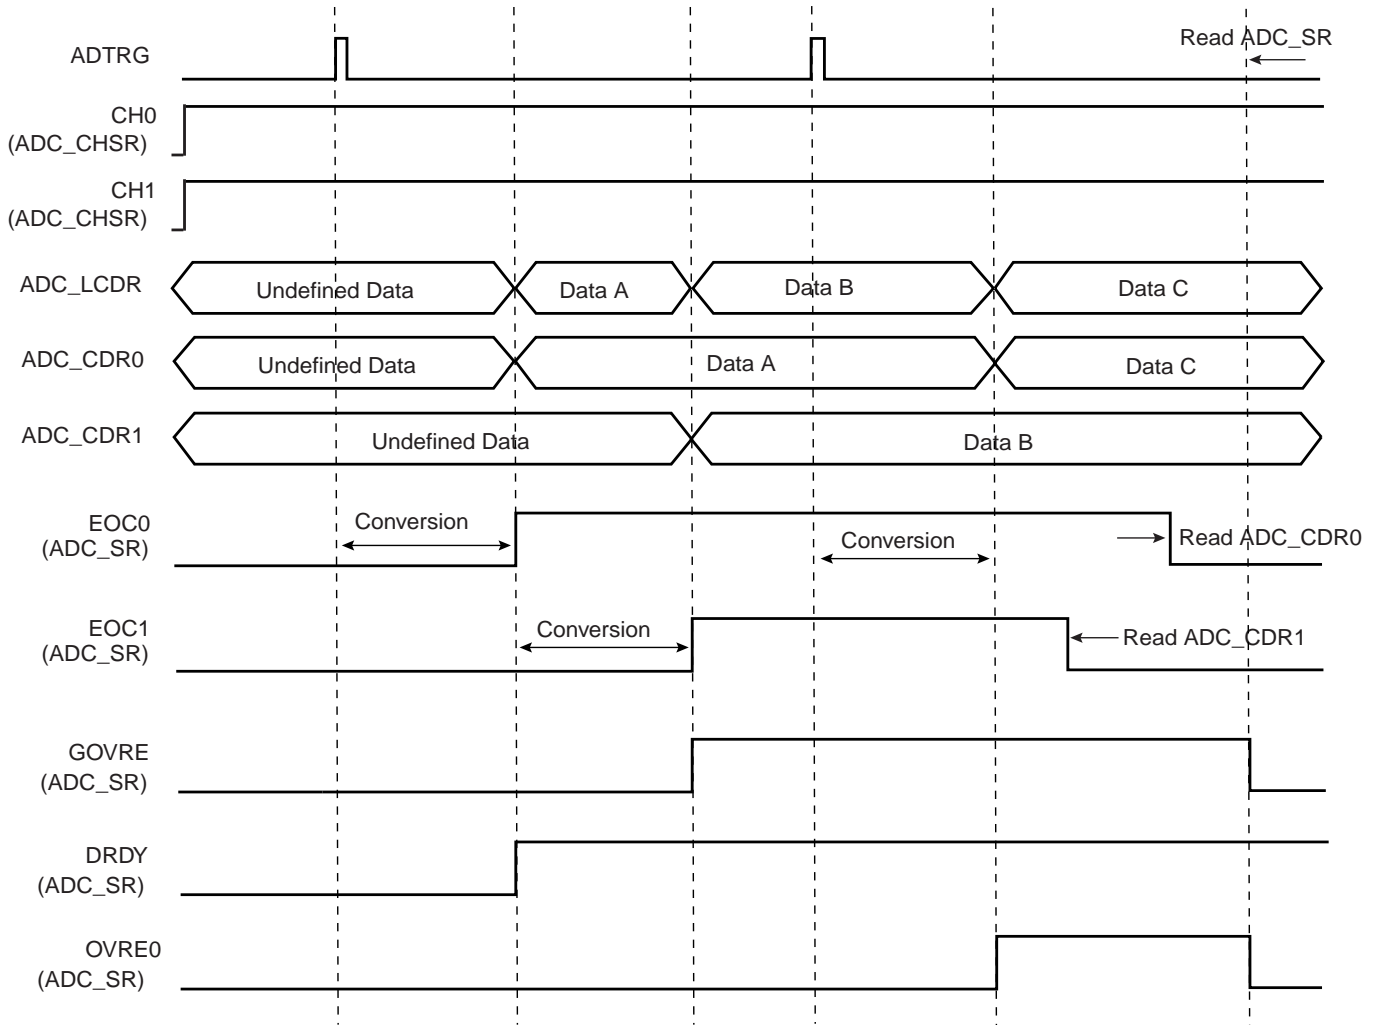 ADTRG
Read ADC_SR
CH0
(ADC_CHSR)
CH1
(ADC_CHSR)
ADC_LCDR
Undefined Data
Data A
Data B
Data C
ADC_CDR0
Undefined Data
Data A
Data C
ADC_CDR1
Undefined Data
Data B
EOC0
(ADC_SR)
Conversion
Conversion
Read ADC_CDR0
EOC1
(ADC_SR)
Conversion
Read ADC_CDR1
GOVRE
(ADC_SR)
DRDY
(ADC_SR)
OVRE0
(ADC_SR)